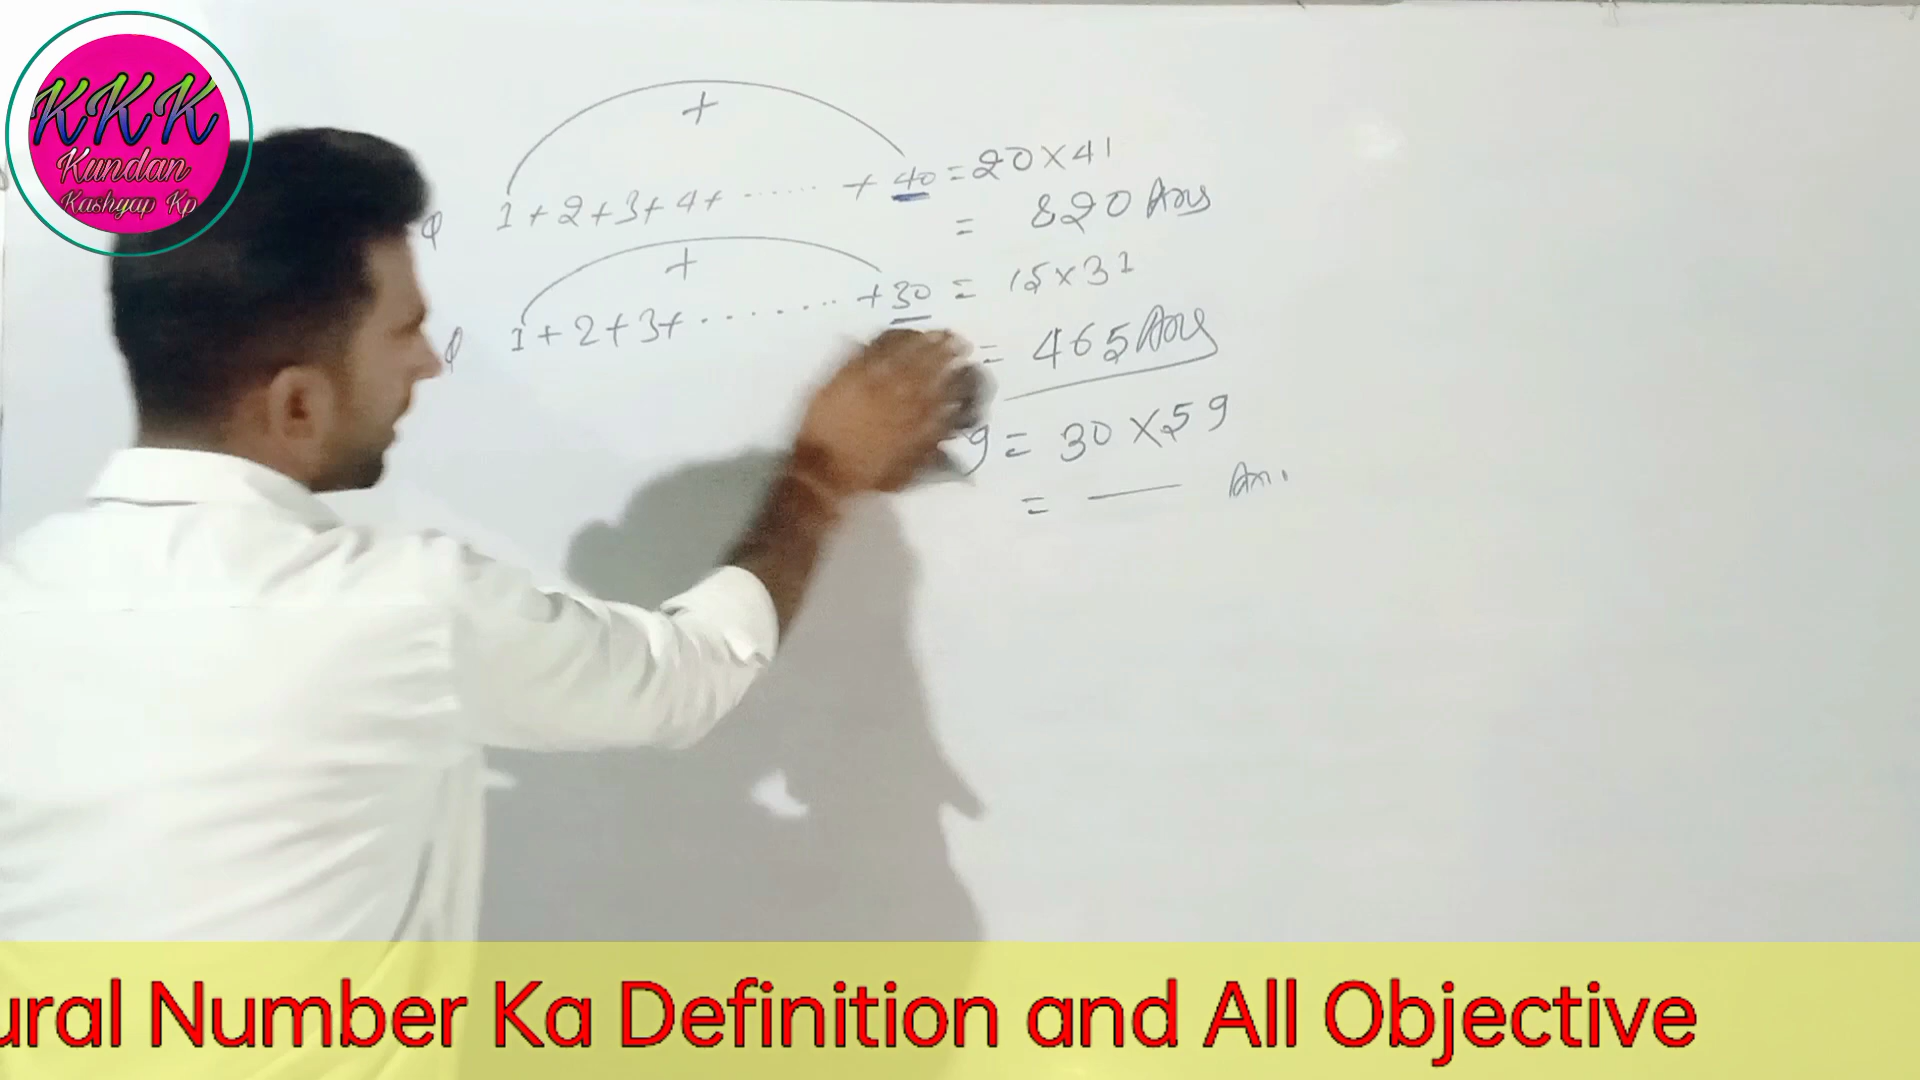 KKK
Kundan
Kashyap Kp
+
Q 1+2+3+4+ ...... + 40 = 20×41
= 820 Ans
+
Q 1+2+3+ ........ +30 = 15×31
= 465 Ans
9 = 30×59
= — An.
ural Number Ka Definition and All Objective